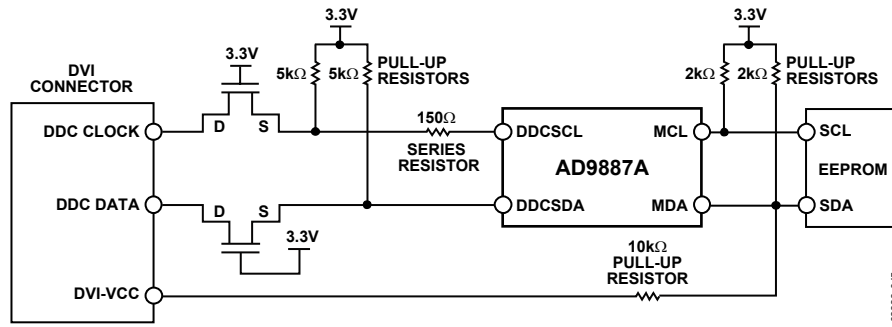 3.3V
3.3V
3.3V
DVI
CONNECTOR
5kΩ
5kΩ
PULL-UP
RESISTORS
2kΩ
2kΩ
PULL-UP
RESISTORS
DDC CLOCK
D
S
150Ω
SERIES
RESISTOR
DDCSCL
MCL
SCL
AD9887A
EEPROM
DDC DATA
D
S
DDCSDA
MDA
SDA
3.3V
10kΩ
PULL-UP
RESISTOR
DVI-VCC